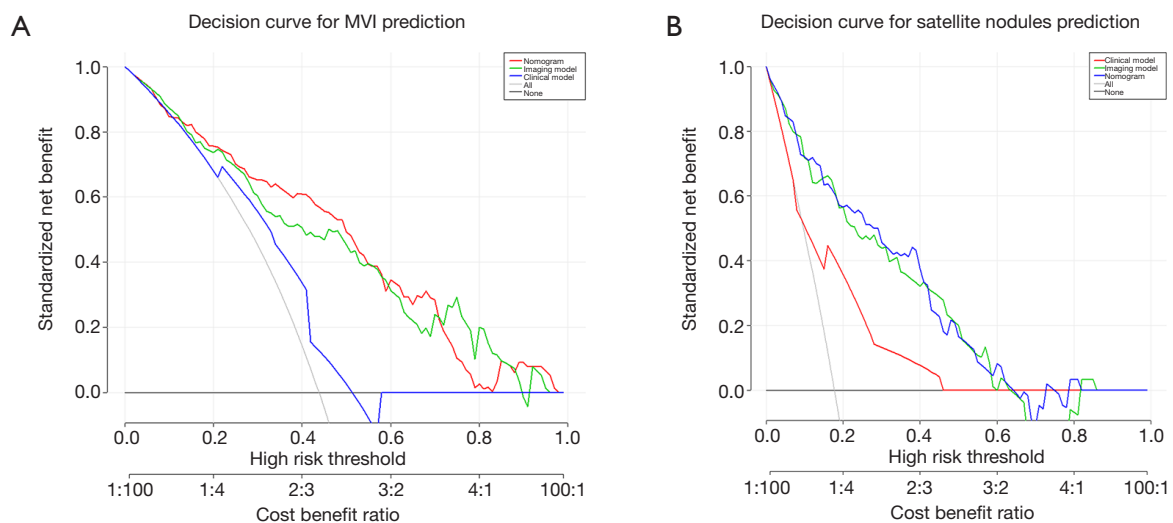 A
Decision curve for MVI prediction
Nomogram
Imaging model
Clinical model
All
None
Standardized net benefit
1.0
0.8
0.6
0.4
0.2
0.0
0.0 0.2 0.4 0.6 0.8 1.0
High risk threshold
1:100 1:4 2:3 3:2 4:1 100:1
Cost benefit ratio
B
Decision curve for satellite nodules prediction
Clinical model
Imaging model
Nomogram
All
None
Standardized net benefit
1.0
0.8
0.6
0.4
0.2
0.0
0.0 0.2 0.4 0.6 0.8 1.0
High risk threshold
1:100 1:4 2:3 3:2 4:1 100:1
Cost benefit ratio